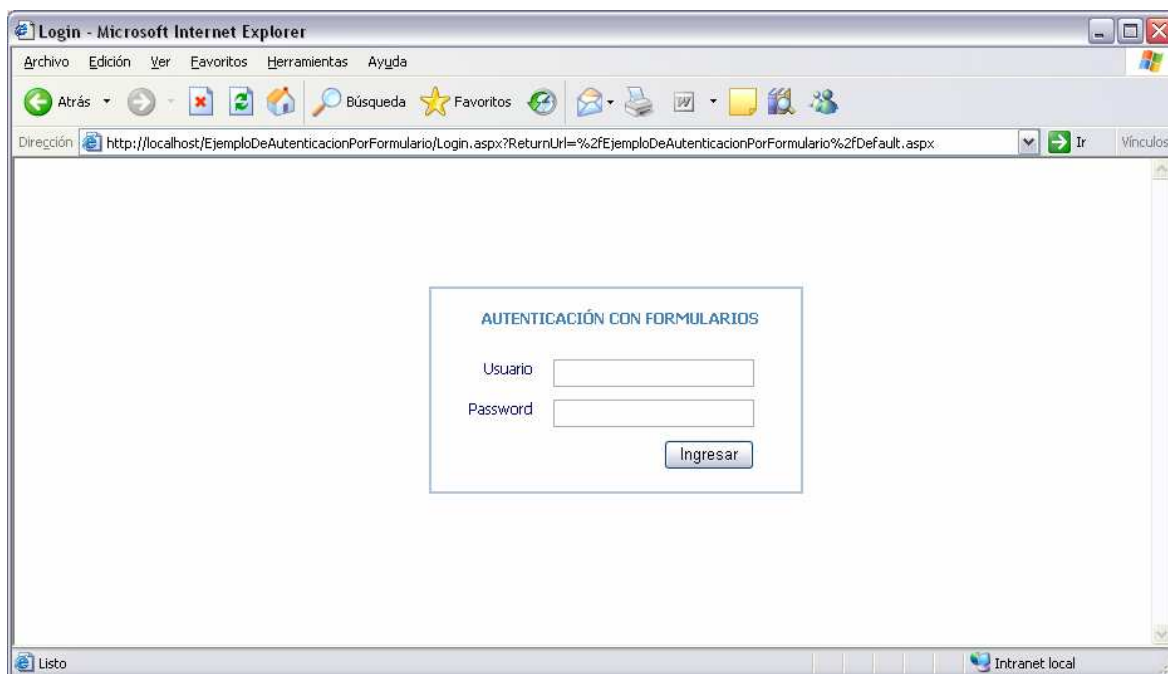 Login - Microsoft Internet Explorer
Archivo Edición Ver Favoritos Herramientas Ayuda
Atrás Búsqueda Favoritos
Dirección http://localhost/EjemploDeAutenticacionPorFormulario/Login.aspx?ReturnUrl=%2fEjemploDeAutenticacionPorFormulario%2fDefault.aspx Ir Vínculos
AUTENTICACIÓN CON FORMULARIOS
Usuario
Password
Ingresar
Listo Intranet local